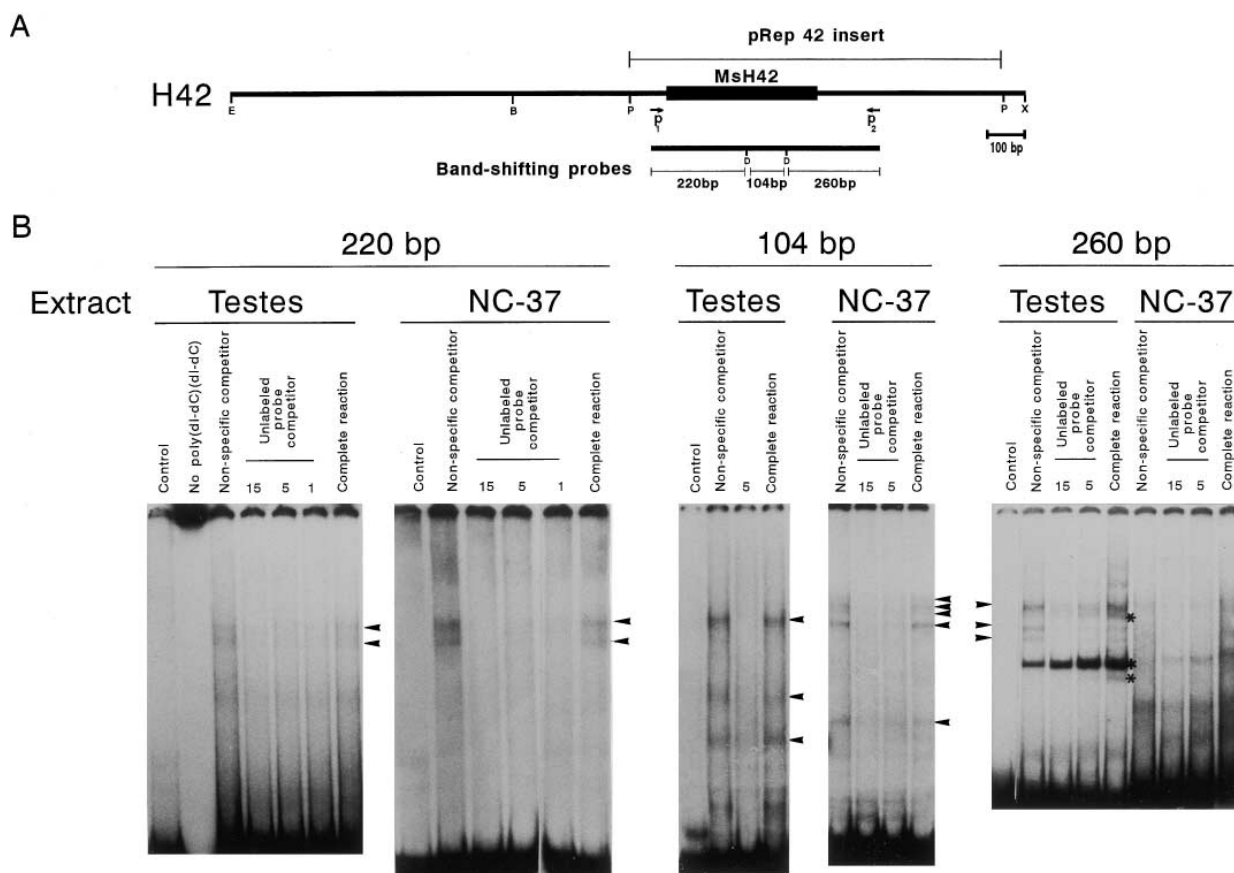 A
pRep 42 insert
MsH42
H42
E
B
P
P1
P2
P
X
100 bp
D
D
Band-shifting probes
220bp
104bp
260bp
B
220 bp
104 bp
260 bp
Extract
Testes
NC-37
Testes
NC-37
Testes
NC-37
Control
No poly(dI-dC)(dI-dC)
Non-specific competitor
Unlabeled
probe
competitor
15
5
1
Complete reaction
Control
Non-specific competitor
Unlabeled
probe
competitor
15
5
1
Complete reaction
Control
Non-specific competitor
Unlabeled
probe
competitor
5
Complete reaction
Non-specific competitor
Unlabeled
probe
competitor
15
5
Complete reaction
Control
Non-specific competitor
Unlabeled
probe
competitor
15
5
Complete reaction
Non-specific competitor
Unlabeled
probe
competitor
15
5
Complete reaction
*
*
*